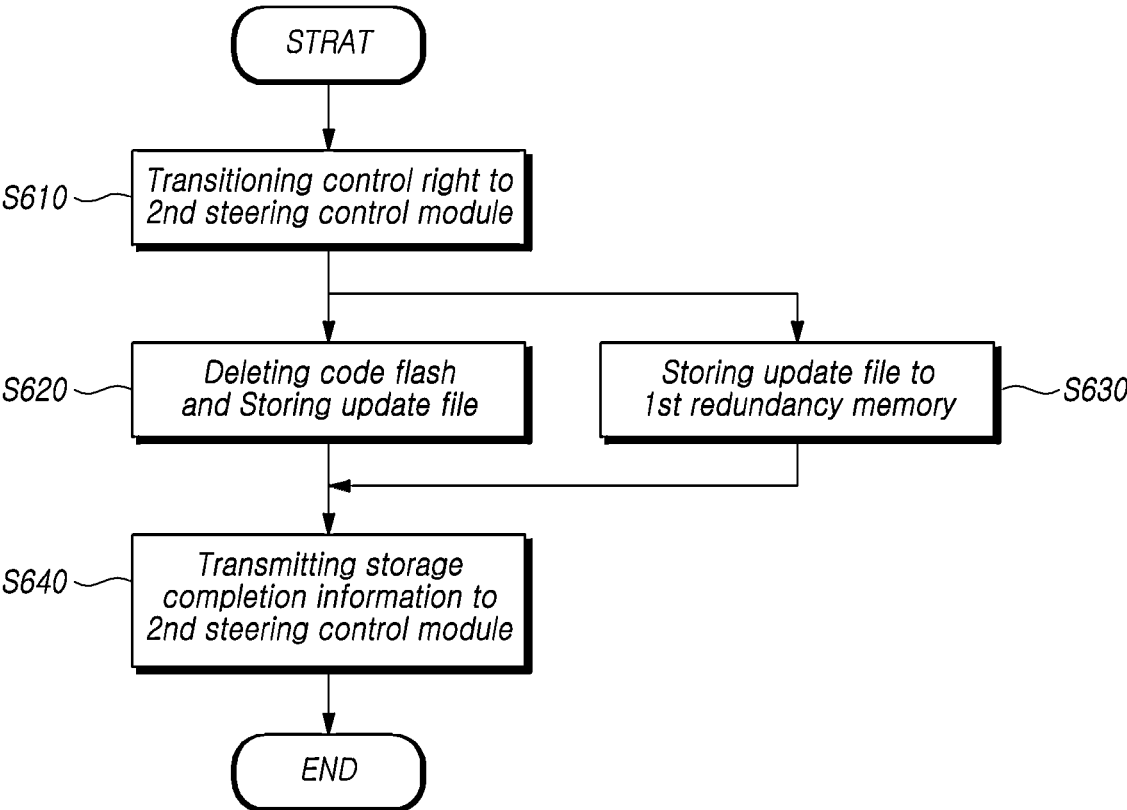 STRAT
S610
Transitioning control right to
2nd steering control module
S620
Deleting code flash
and Storing update file
Storing update file to
1st redundancy memory
S630
S640
Transmitting storage
completion information to
2nd steering control module
END